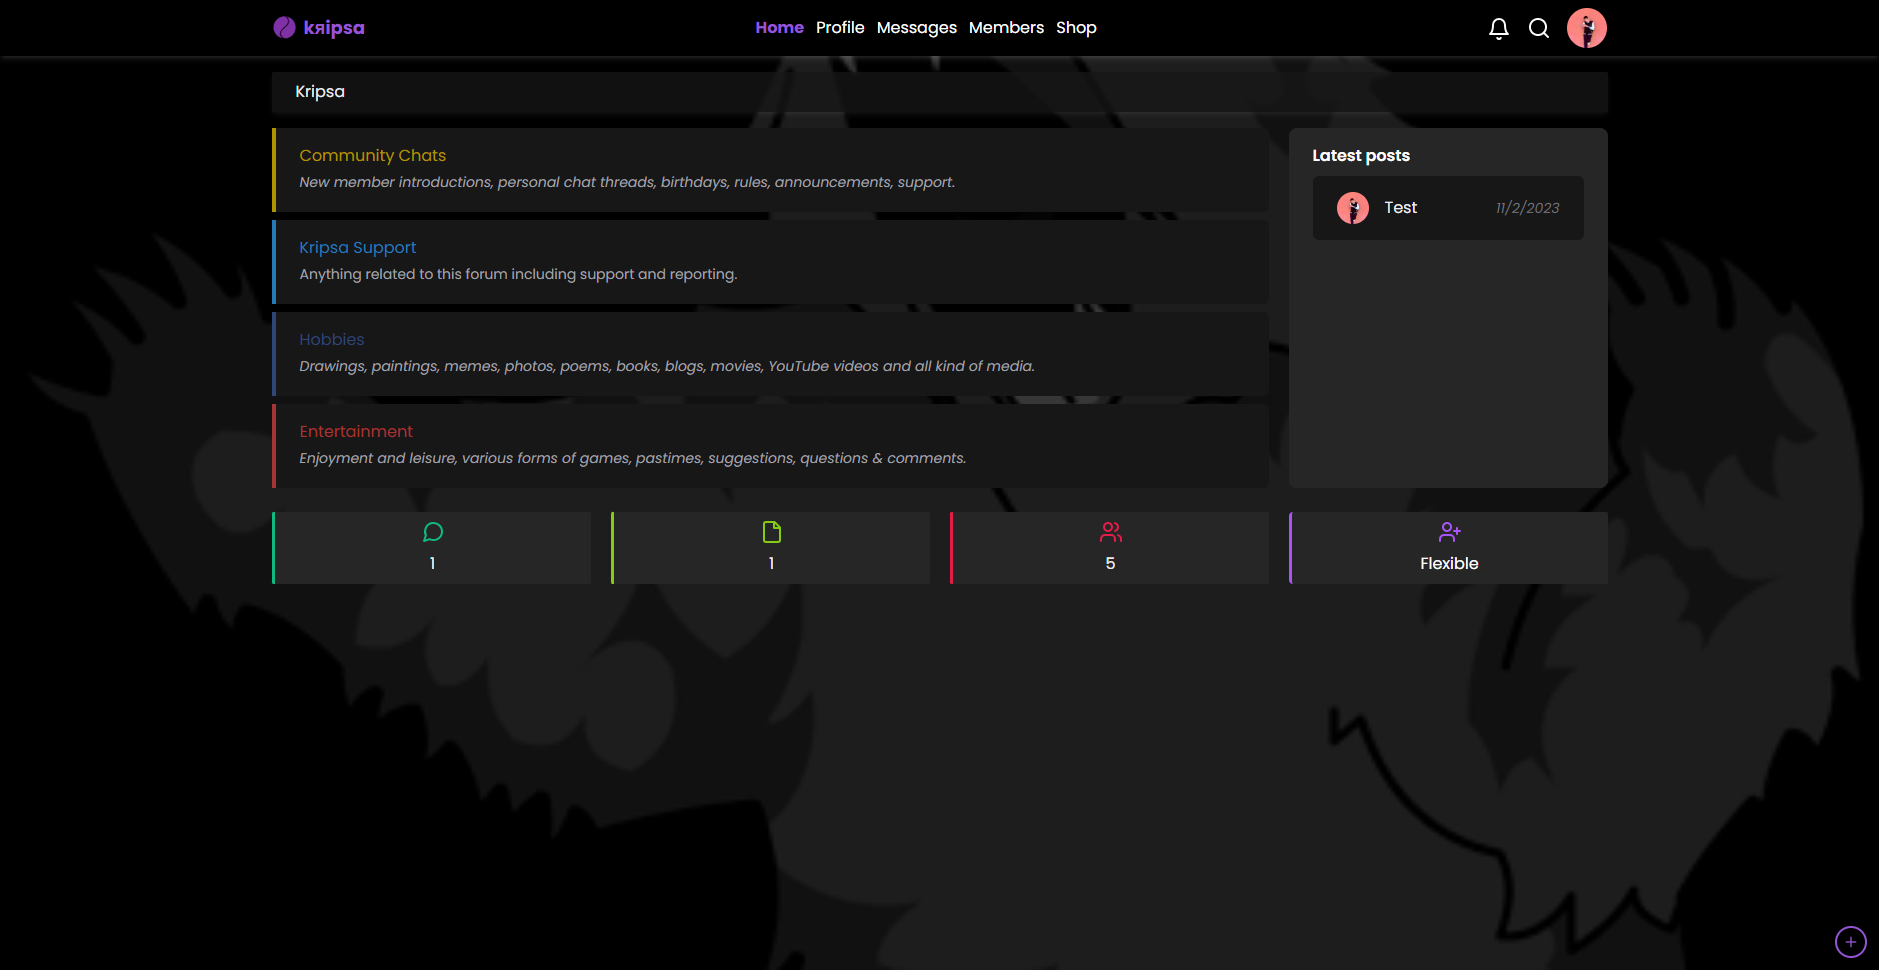 kяipsa
Home Profile Messages Members Shop
Kripsa
Community Chats
New member introductions, personal chat threads, birthdays, rules, announcements, support.
Kripsa Support
Anything related to this forum including support and reporting.
Hobbies
Drawings, paintings, memes, photos, poems, books, blogs, movies, YouTube videos and all kind of media.
Entertainment
Enjoyment and leisure, various forms of games, pastimes, suggestions, questions & comments.
Latest posts
Test 11/2/2023
1
1
5
Flexible